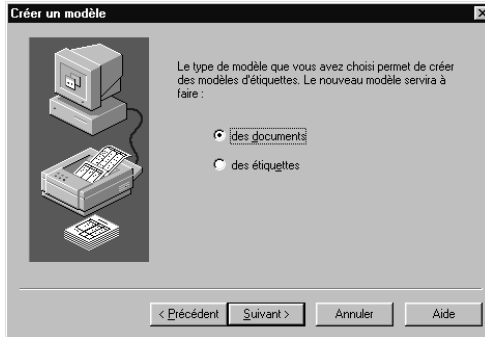 Créer un modèle
Le type de modèle que vous avez choisi permet de créer
des modèles d'étiquettes. Le nouveau modèle servira à
faire :
des documents
des étiquettes
< Précédent
Suivant >
Annuler
Aide